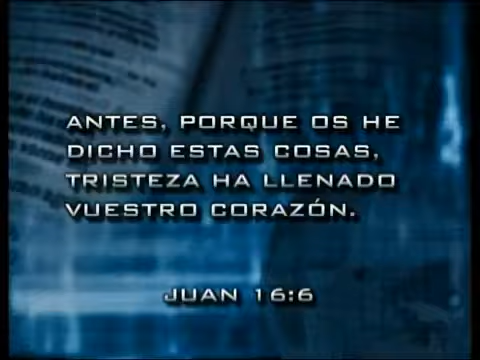 ANTES, PORQUE OS HE
DICHO ESTAS COSAS,
TRISTEZA HA LLENADO
VUESTRO CORAZÓN.
JUAN 16:6